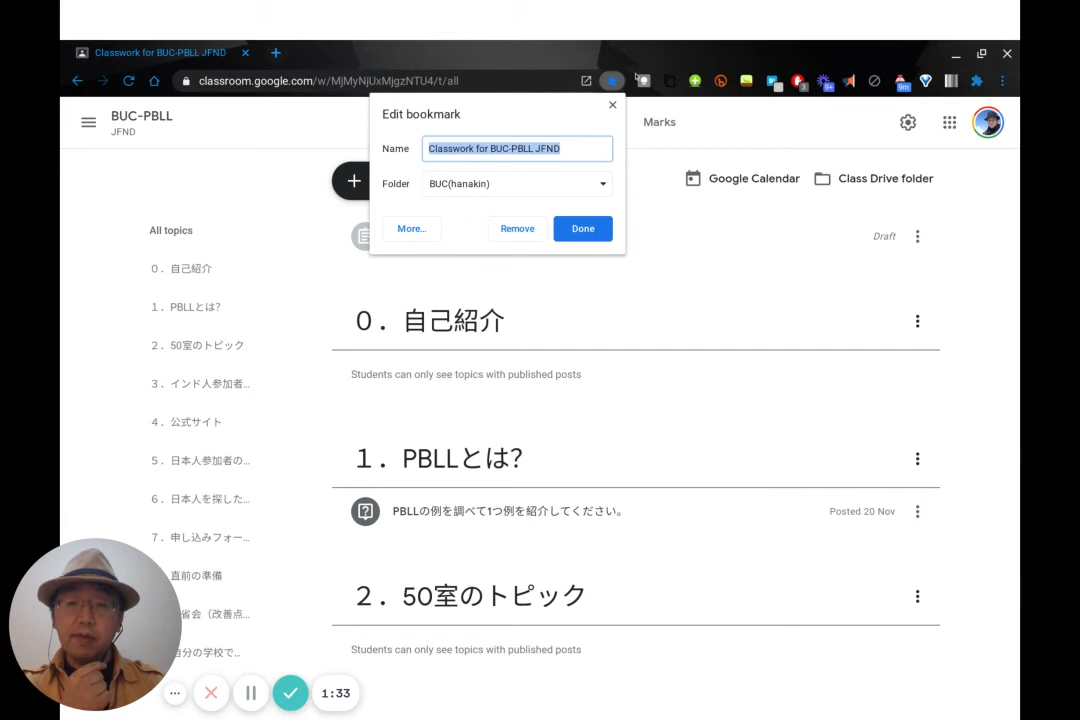 Classwork for BUC-PBLL JFND
classroom.google.com/w/MjMyNjUxMjgzNTU4/t/all
3
9+
9m
BUC-PBLL
JFND
Marks
Edit bookmark
Name
Classwork for BUC-PBLL JFND
Folder
BUC(hanakin)
More...
Remove
Done
Google Calendar
Class Drive folder
Draft
All topics
０．自己紹介
１．PBLLとは？
２．50室のトピック
３．インド人参加者...
４．公式サイト
５．日本人参加者の...
６．日本人を探した...
７．申し込みフォー...
直前の準備
省会（改善点...
自分の学校で...
０．自己紹介
Students can only see topics with published posts
１．PBLLとは？
PBLLの例を調べて1つ例を紹介してください。
Posted 20 Nov
２．50室のトピック
Students can only see topics with published posts
1:33